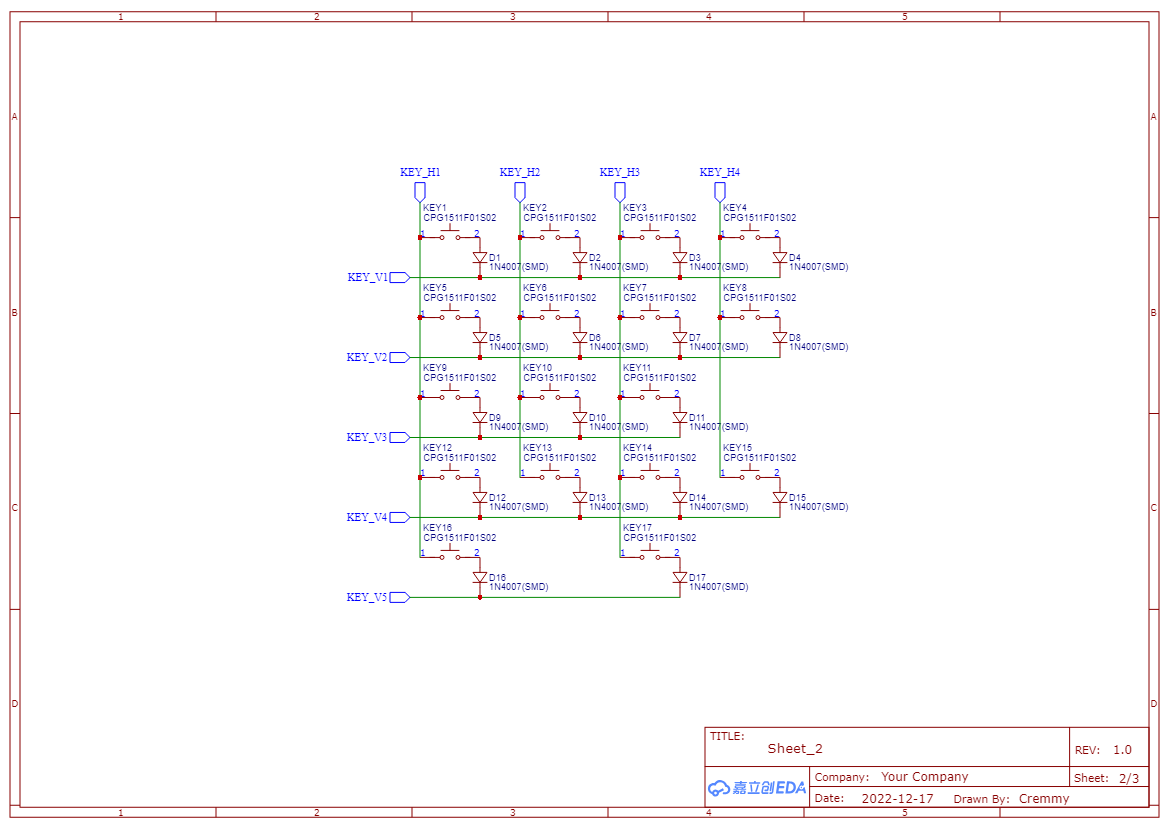 1 2 3 4 5
A A
KEY_H1 KEY_H2 KEY_H3 KEY_H4
KEY1 KEY2 KEY3 KEY4
CPG1511F01S02 CPG1511F01S02 CPG1511F01S02 CPG1511F01S02
1 2 1 2 1 2 1 2
D1 D2 D3 D4
1N4007(SMD) 1N4007(SMD) 1N4007(SMD) 1N4007(SMD)
KEY_V1
KEY5 KEY6 KEY7 KEY8
CPG1511F01S02 CPG1511F01S02 CPG1511F01S02 CPG1511F01S02
B B
1 2 1 2 1 2 1 2
D5 D6 D7 D8
1N4007(SMD) 1N4007(SMD) 1N4007(SMD) 1N4007(SMD)
KEY_V2
KEY9 KEY10 KEY11
CPG1511F01S02 CPG1511F01S02 CPG1511F01S02
1 2 1 2 1 2
D9 D10 D11
1N4007(SMD) 1N4007(SMD) 1N4007(SMD)
KEY_V3
KEY12 KEY13 KEY14 KEY15
CPG1511F01S02 CPG1511F01S02 CPG1511F01S02 CPG1511F01S02
1 2 1 2 1 2 1 2
D12 D13 D14 D15
1N4007(SMD) 1N4007(SMD) 1N4007(SMD) 1N4007(SMD)
C C
KEY_V4
KEY16 KEY17
CPG1511F01S02 CPG1511F01S02
1 2 1 2
D16 D17
1N4007(SMD) 1N4007(SMD)
KEY_V5
D D
TITLE:
Sheet_2
REV: 1.0
嘉立创EDA
Company: Your Company
Sheet: 2/3
Date: 2022-12-17 Drawn By: Cremmy
1 2 3 4 5